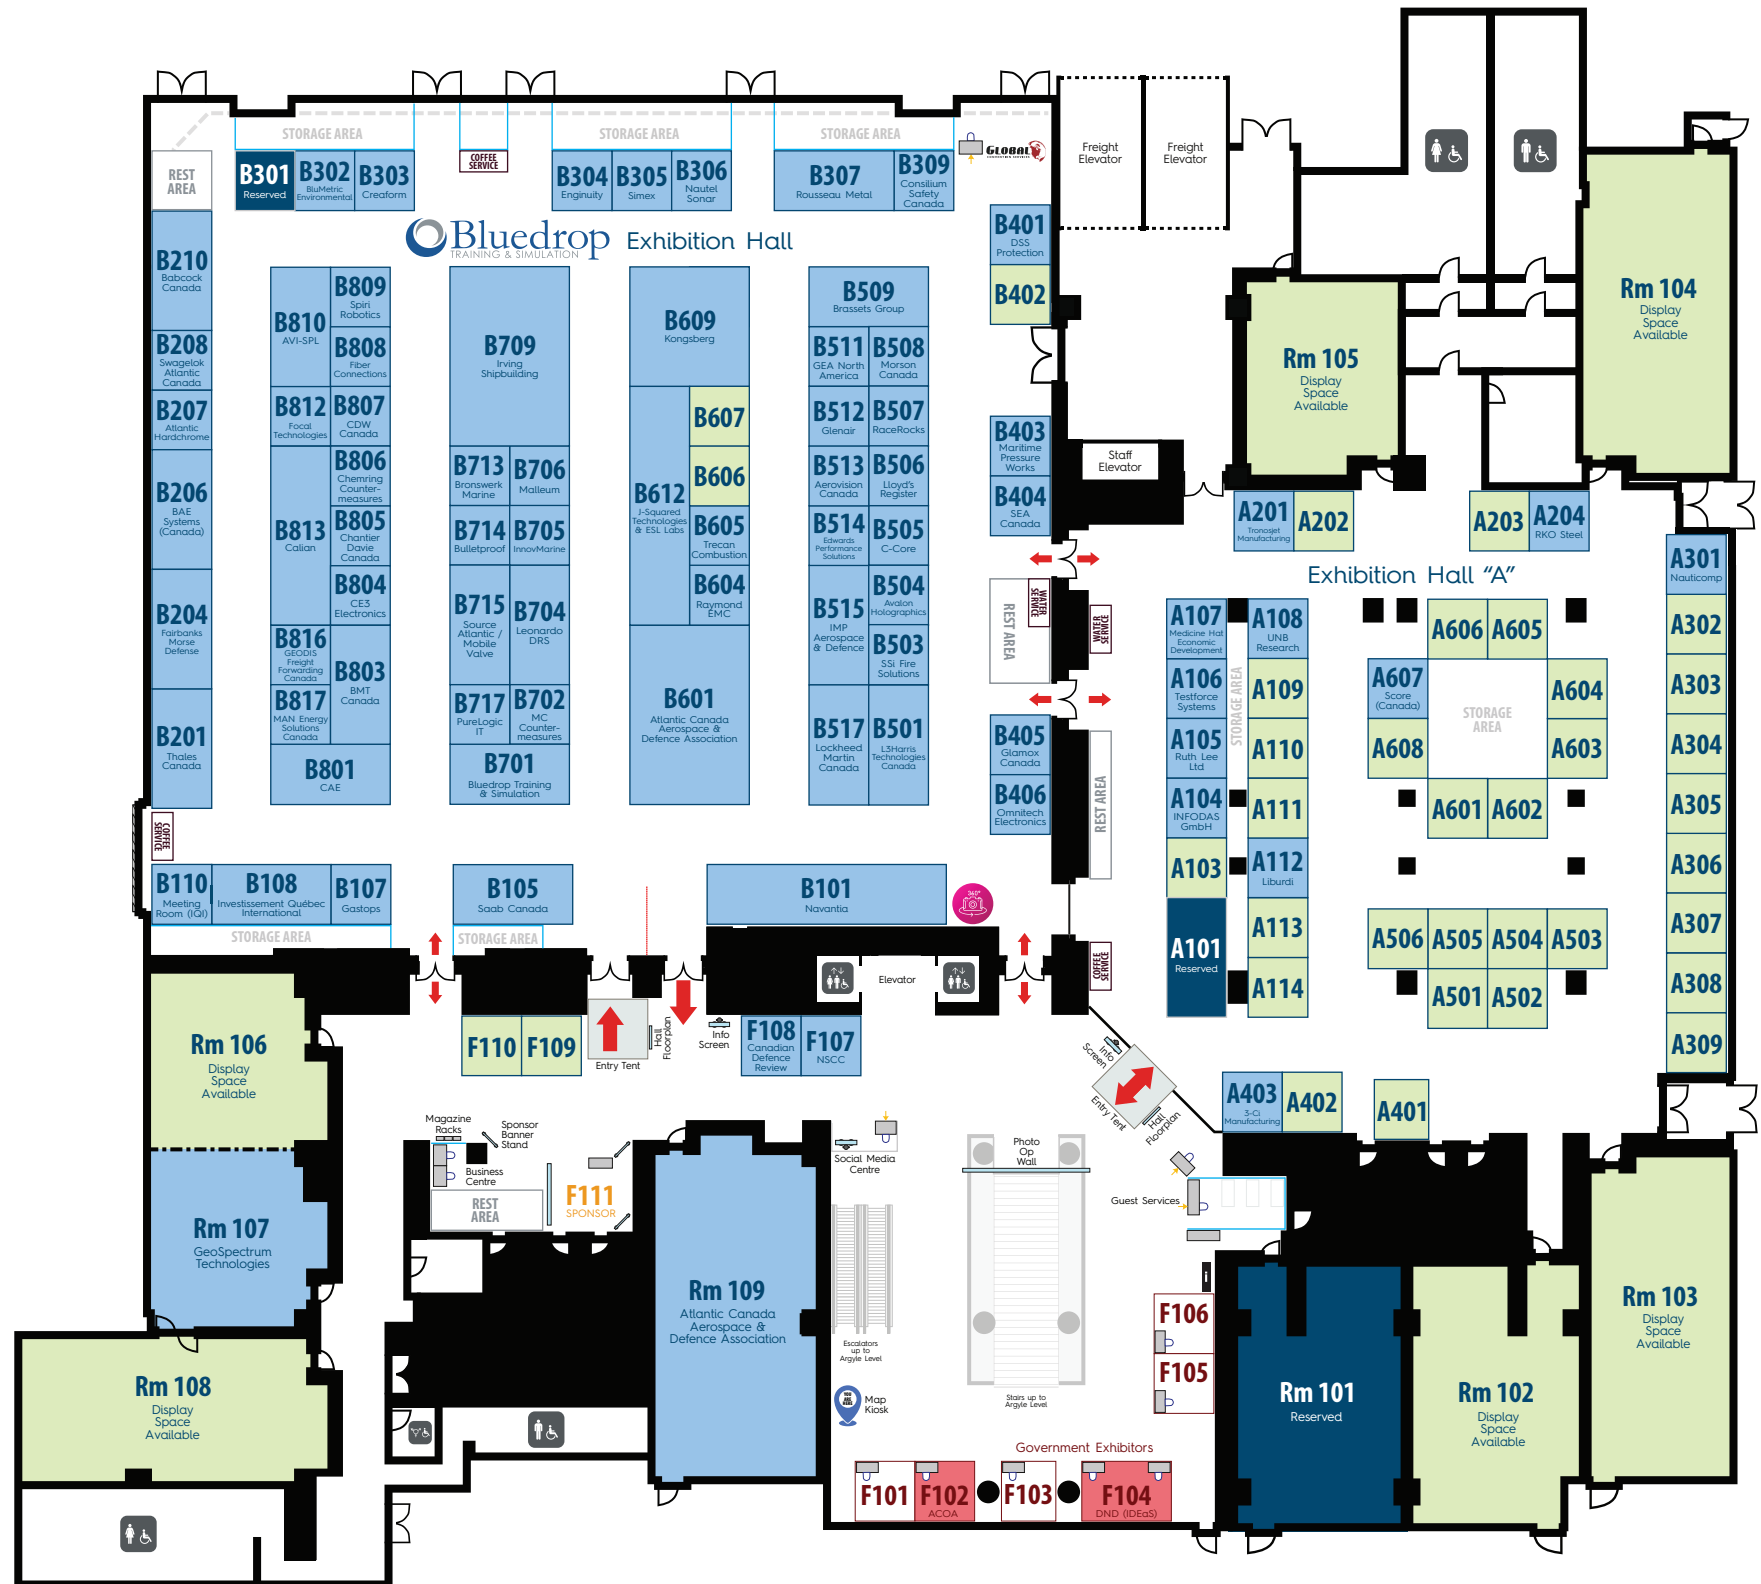 STORAGE AREA
STORAGE AREA
STORAGE AREA
COFFEE
SERVICE
GLOBAL
REST
AREA
B301
Reserved
B302
BluMetric
Environmental
B303
Creaform
B304
Enginuity
B305
Simex
B306
Nautel
Sonar
B307
Rousseau Metal
B309
Consilium
Safety
Canada
Bluedrop
TRAINING & SIMULATION
Exhibition Hall
B210
Babcock
Canada
B208
Swagelok
Atlantic
Canada
B207
Atlantic
Hardchrome
B206
BAE
Systems
(Canada)
B204
Fairbanks
Morse
Defense
B201
Thales
Canada
COFFEE
SERVICE
B810
AVI-SPL
B809
Spiri
Robotics
B808
Fiber
Connections
B812
Focal
Technologies
B807
CDW
Canada
B813
Calian
B806
Chemring
Counter-
measures
B805
Chantier
Davie
Canada
B804
CE3
Electronics
B816
GEODIS
Freight
Forwarding
Canada
B803
BMT
Canada
B817
MAN Energy
Solutions
Canada
B801
CAE
B709
Irving
Shipbuilding
B713
Bronswerk
Marine
B706
Malleum
B714
Bulletproof
B705
InnovMarine
B715
Source
Atlantic /
Mobile
Valve
B704
Leonardo
DRS
B717
PureLogic
IT
B702
MC
Counter-
measures
B701
Bluedrop Training
& Simulation
B609
Kongsberg
B607
B606
B612
J-Squared
Technologies
& ESL Labs
B605
Trecan
Combustion
B604
Raymond
EMC
B601
Atlantic Canada
Aerospace &
Defence Association
B509
Brassets Group
B511
GEA North
America
B508
Morson
Canada
B512
Glenair
B507
RaceRocks
B513
Aerovision
Canada
B506
Lloyd's
Register
B514
Edwards
Performance
Solutions
B505
C-Core
B515
IMP
Aerospace
& Defence
B504
Avalon
Holographics
B503
SSi Fire
Solutions
B517
Lockheed
Martin
Canada
B501
L3Harris
Technologies
Canada
B401
DSS
Protection
B402
B403
Maritime
Pressure
Works
B404
SEA
Canada
REST AREA
WATER
SERVICE
B405
Glamox
Canada
B406
Omnitech
Electronics
B110
Meeting
Room (IQI)
B108
Investissement Québec
International
B107
Gastops
B105
Saab Canada
B101
Navantia
360°
STORAGE AREA
STORAGE AREA
Freight
Elevator
Freight
Elevator
Staff
Elevator
Rm 104
Display
Space
Available
Rm 105
Display
Space
Available
A201
Tronosjet
Manufacturing
A202
A203
A204
RKO Steel
Exhibition Hall "A"
WATER
SERVICE
REST AREA
COFFEE
SERVICE
A107
Medicine Hat
Economic
Development
A106
Testforce
Systems
A105
Ruth Lee
Ltd
A104
INFODAS
GmbH
A103
A101
Reserved
STORAGE AREA
A108
UNB
Research
A109
A110
A111
A112
Liburdi
A113
A114
A606
A605
A607
Score
(Canada)
A604
STORAGE
AREA
A608
A603
A601
A602
A506
A505
A504
A503
A501
A502
A301
Nauticomp
A302
A303
A304
A305
A306
A307
A308
A309
A403
3-Ci
Manufacturing
A402
A401
Elevator
Rm 106
Display
Space
Available
Rm 107
GeoSpectrum
Technologies
Rm 108
Display
Space
Available
F110
F109
Entry Tent
Hall
Floorplan
Info
Screen
F108
Canadian
Defence
Review
F107
NSCC
Info
Screen
Entry Tent
Hall
Floorplan
Magazine
Racks
Sponsor
Banner
Stand
Business
Centre
REST
AREA
F111
SPONSOR
Rm 109
Atlantic Canada
Aerospace &
Defence Association
Social Media
Centre
Photo
Op
Wall
Guest Services
Escalators
up to
Argyle Level
YOU
ARE
HERE
Map
Kiosk
Stairs up to
Argyle Level
i
F106
F105
Government Exhibitors
F101
F102
ACOA
F103
F104
DND (IDEaS)
Rm 101
Reserved
Rm 102
Display
Space
Available
Rm 103
Display
Space
Available